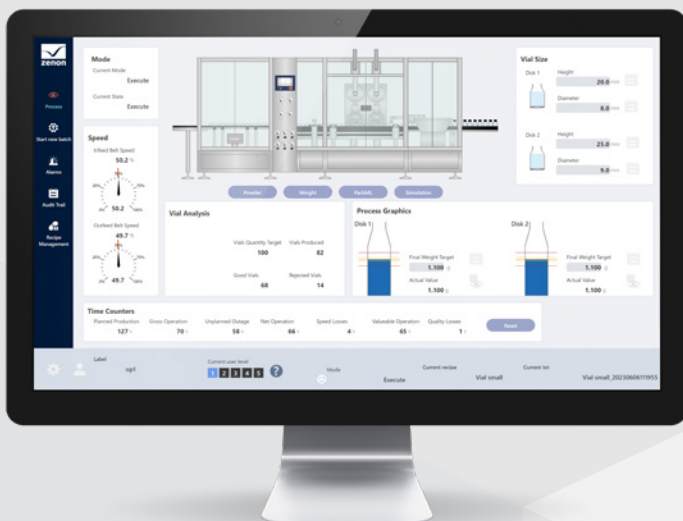 zenon
Process
Start new batch
Alarms
Audit Trail
Recipe
Management
Mode
Current Mode
Execute
Current State
Execute
Speed
Infeed Belt Speed
50.2 %
50.2
Outfeed Belt Speed
49.7 %
49.7
Powder
Weight
PackML
Simulation
Vial Size
Disk 1
Height
20.0 mm
Diameter
8.0 mm
Disk 2
Height
25.0 mm
Diameter
9.0 mm
Vial Analysis
Vials Quantity Target Vials Produced
100 82
Good Vials Rejected Vials
68 14
Process Graphics
Disk 1
Final Weight Target
1.100 g
Actual Value
1.100 g
Disk 2
Final Weight Target
1.100 g
Actual Value
1.100 g
Time Counters
Planned Production Gross Operation Unplanned Outage Net Operation Speed Losses Valuable Operation Quality Losses
127 s 70 s 58 s 66 s 4 s 65 s 1 s
Reset
Label
opt
Current user level
1 2 3 4 5 ?
Mode
Execute
Current recipe
Vial small
Current lot
Vial small_20230606111955